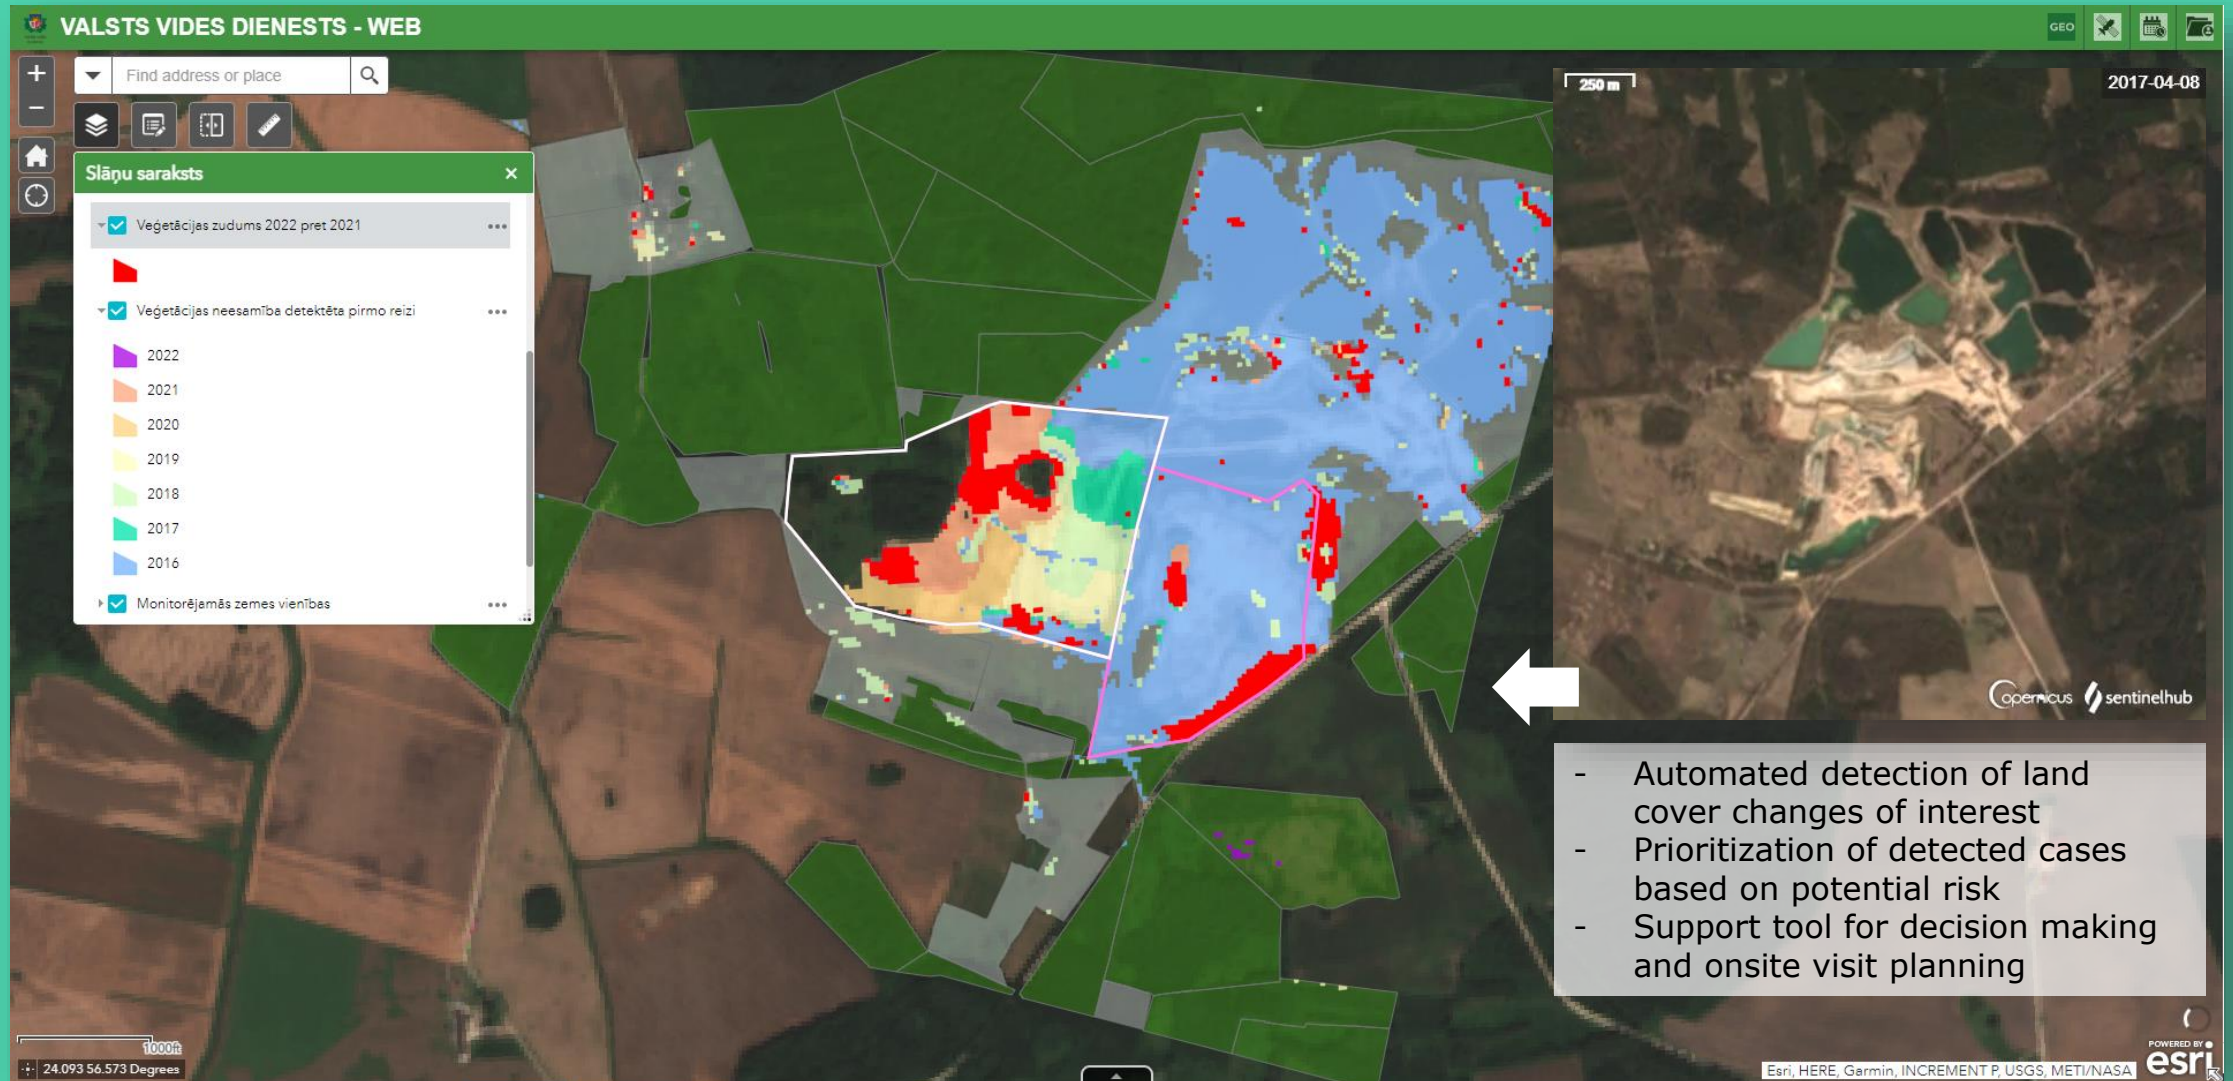 VALSTS VIDES DIENESTS - WEB
GEO
Find address or place
Slāņu saraksts
Veģetācijas zudums 2022 pret 2021
Veģetācijas neesamība detektēta pirmo reizi
2022
2021
2020
2019
2018
2017
2016
Monitorējamās zemes vienības
250 m
2017-04-08
Copernicus sentinelhub
- Automated detection of land
cover changes of interest
- Prioritization of detected cases
based on potential risk
- Support tool for decision making
and onsite visit planning
1000ft
24.093 56.573 Degrees
Esri, HERE, Garmin, INCREMENT P, USGS, METI/NASA
POWERED BY
esri